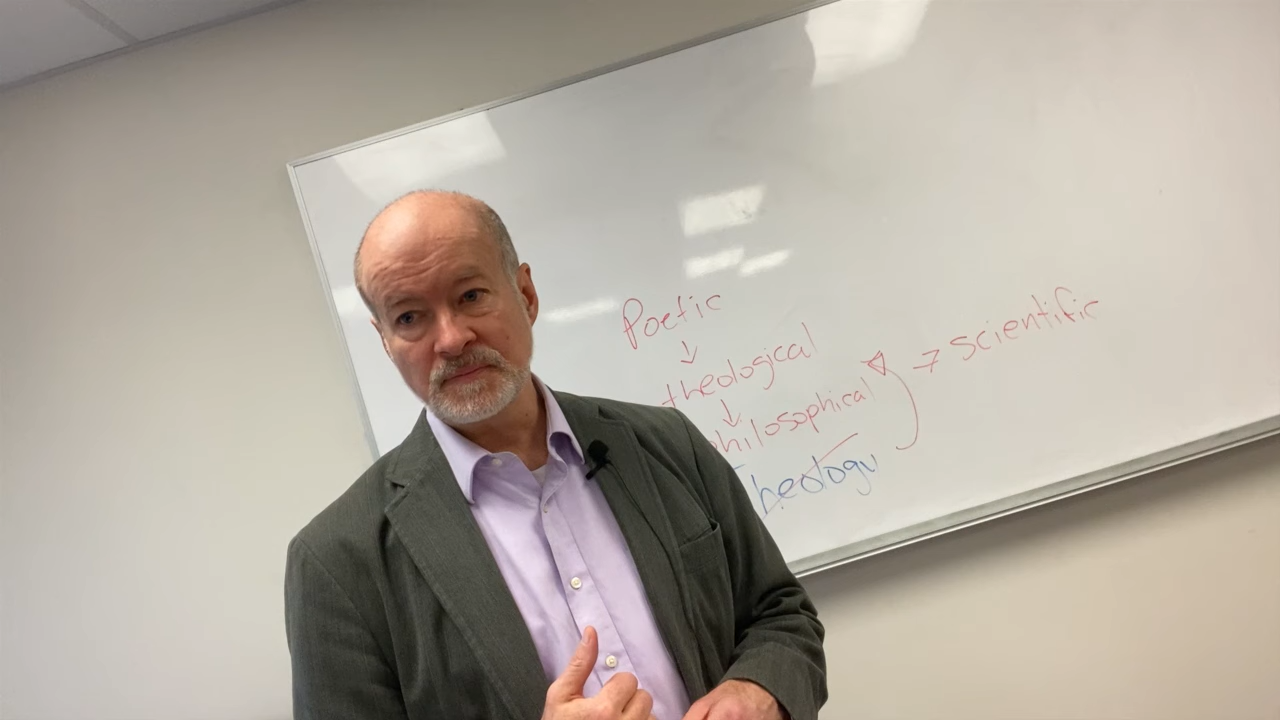 Poetic
↓
theological
↓
philosophical → scientific
theology